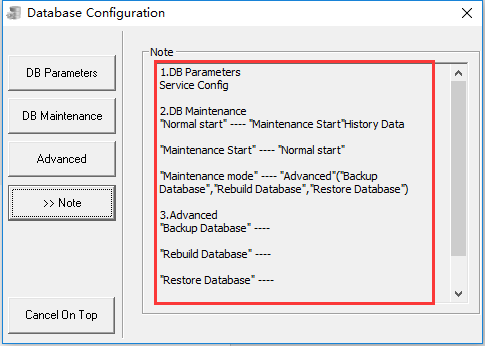 Database Configuration
DB Parameters
DB Maintenance
Advanced
>> Note
Cancel On Top
Note
1.DB Parameters
Service Config
2.DB Maintenance
"Normal start" ---- "Maintenance Start"History Data
"Maintenance Start" ---- "Normal start"
"Maintenance mode" ---- "Advanced"("Backup
Database","Rebuild Database","Restore Database")
3.Advanced
"Backup Database" ----
"Rebuild Database" ----
"Restore Database" ----